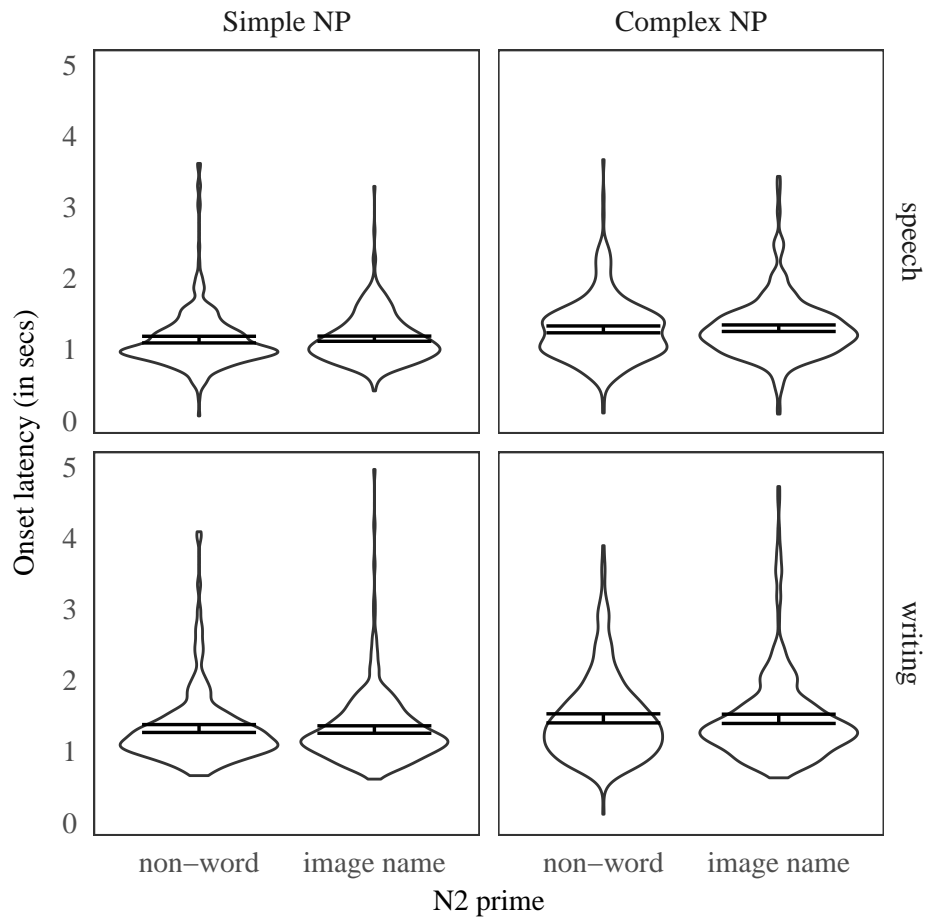 Simple NP
Complex NP
5
4
3
2
1
0
speech
Onset latency (in secs)
5
4
3
2
1
0
writing
non−word
image name
non−word
image name
N2 prime